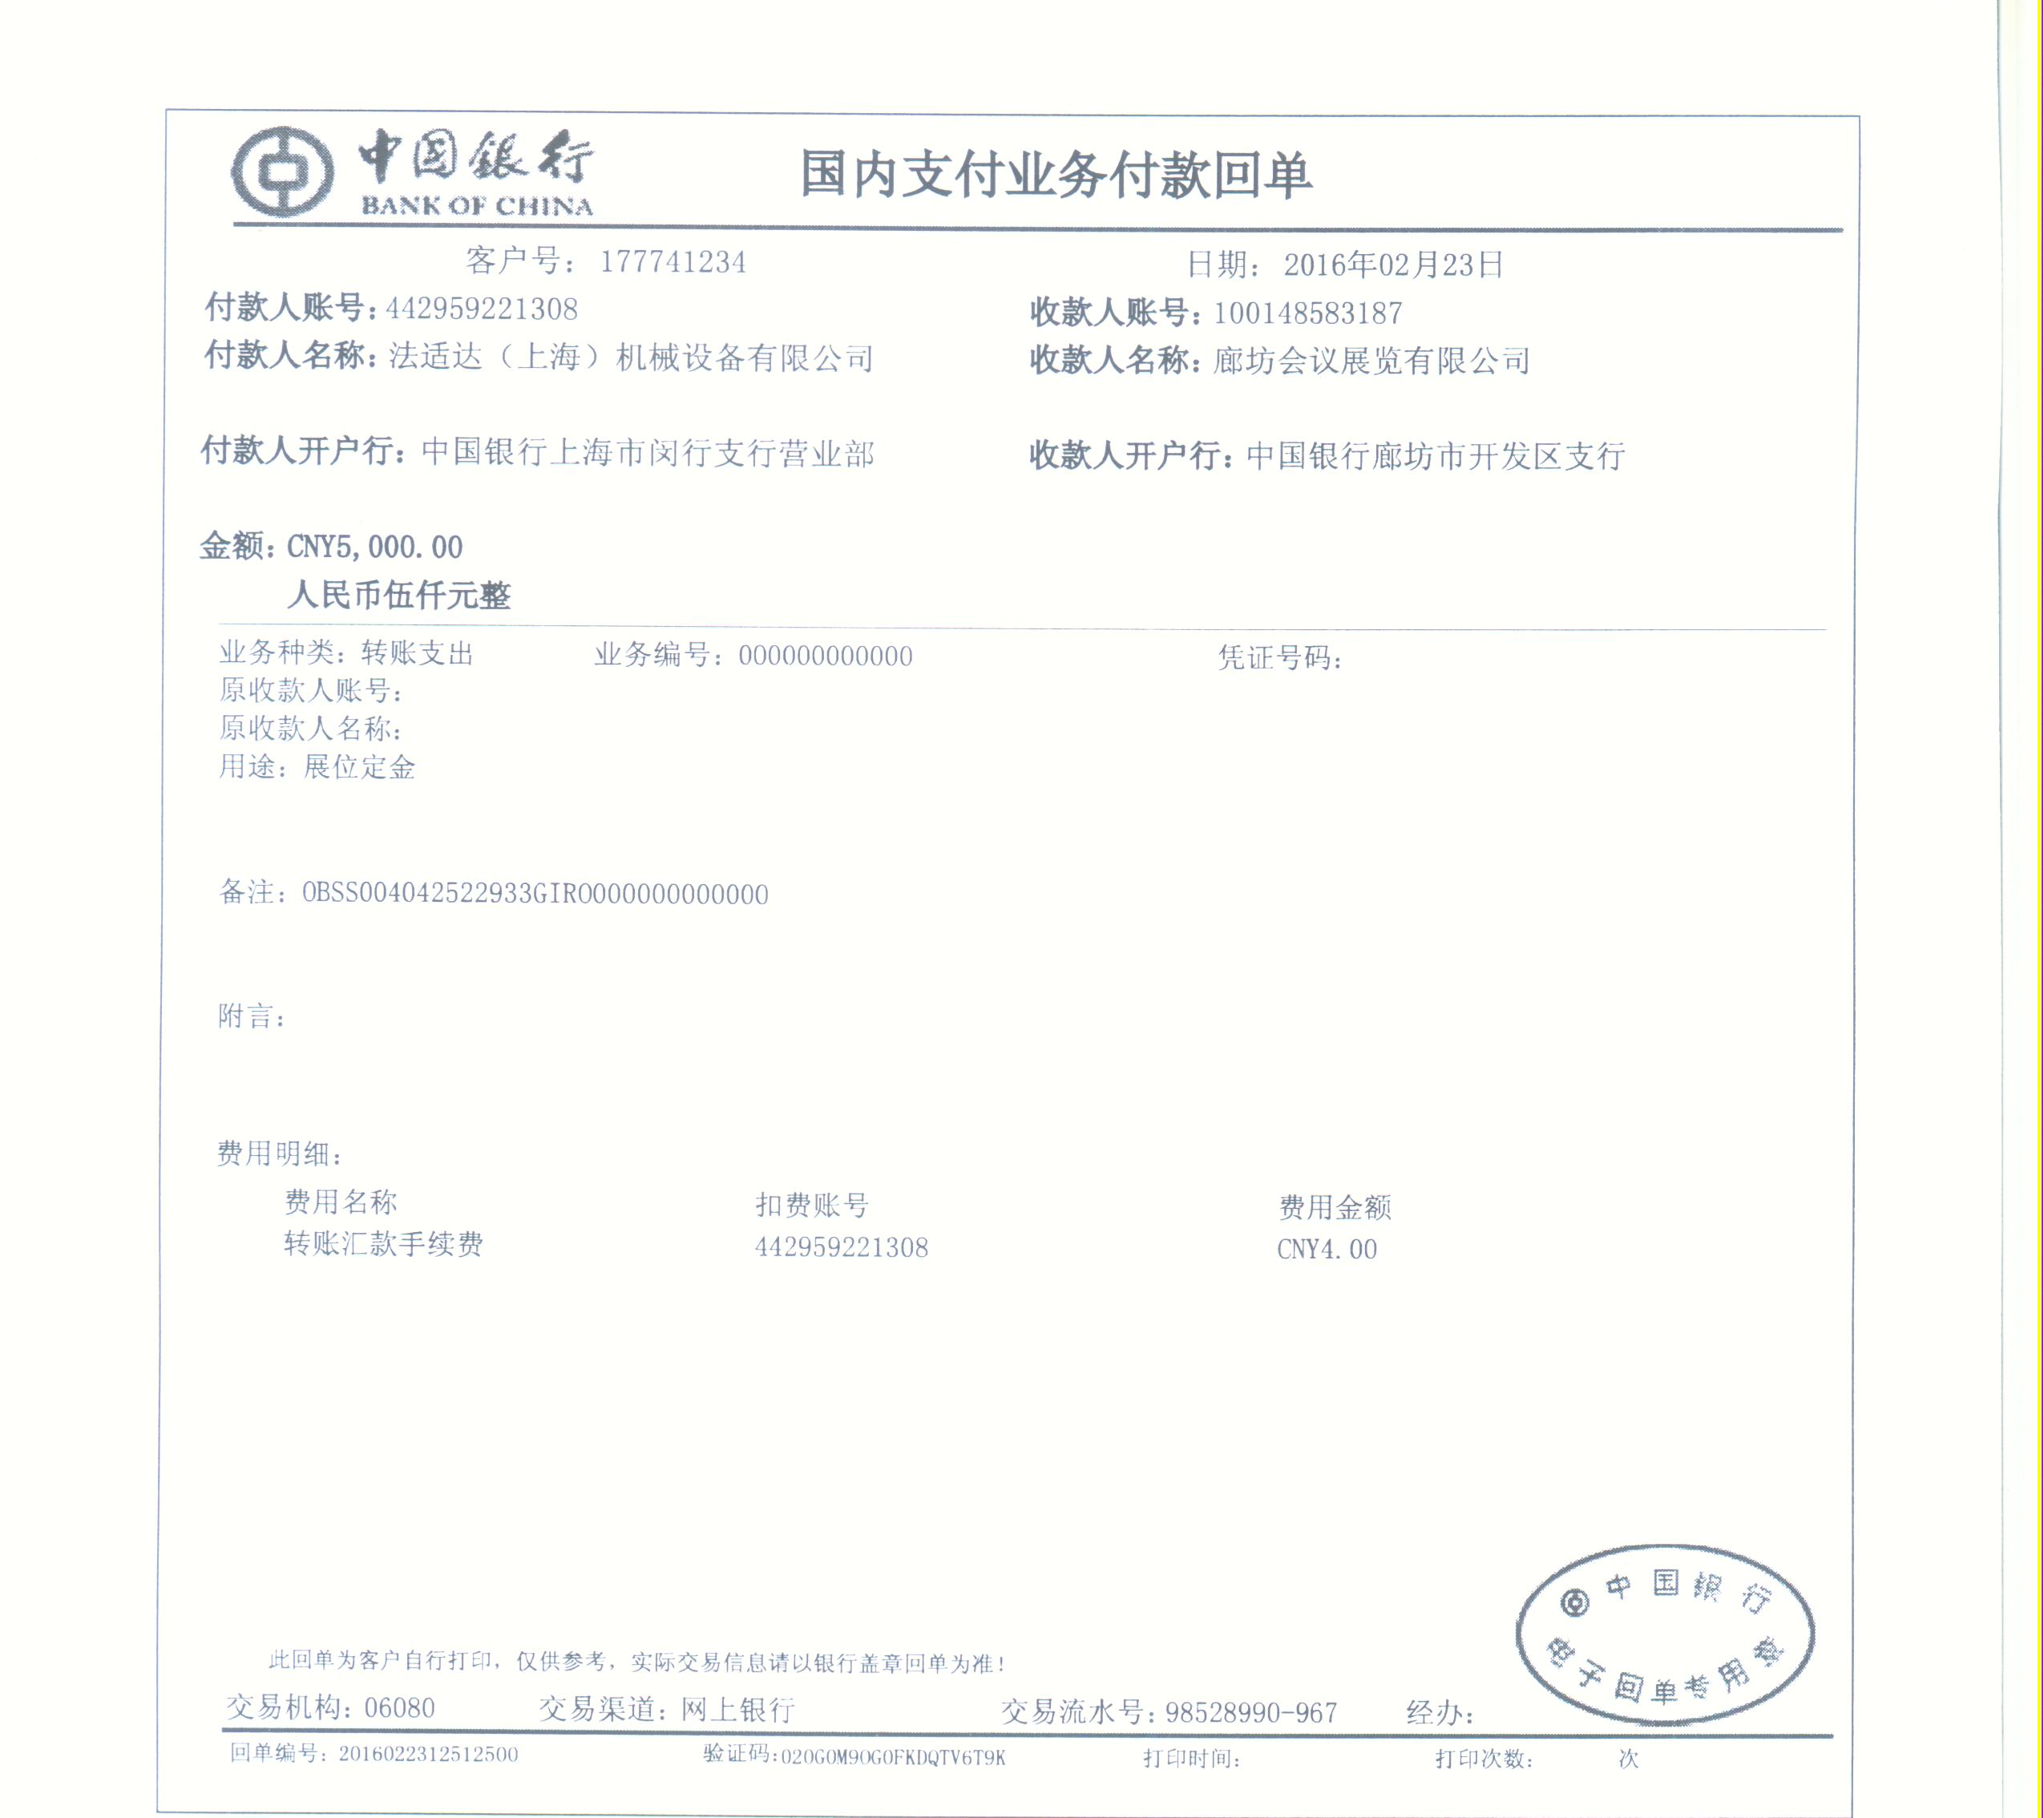 中国银行
BANK OF CHINA
国内支付业务付款回单
客户号：177741234 日期：2016年02月23日
付款人账号：442959221308 收款人账号：100148583187
付款人名称：法适达（上海）机械设备有限公司 收款人名称：廊坊会议展览有限公司
付款人开户行：中国银行上海市闵行支行营业部 收款人开户行：中国银行廊坊市开发区支行
金额：CNY5,000.00
人民币伍仟元整
业务种类：转账支出 业务编号：000000000000 凭证号码：
原收款人账号：
原收款人名称：
用途：展位定金
备注：OBSS004042522933GIRO000000000000
附言：
费用明细：
费用名称 扣费账号 费用金额
转账汇款手续费 442959221308 CNY4.00
中国银行
电子回单专用章
此回单为客户自行打印，仅供参考，实际交易信息请以银行盖章回单为准！
交易机构：06080 交易渠道：网上银行 交易流水号：98528990-967 经办：
回单编号：2016022312512500 验证码：020G0M90G0FKDQTV6T9K 打印时间： 打印次数： 次